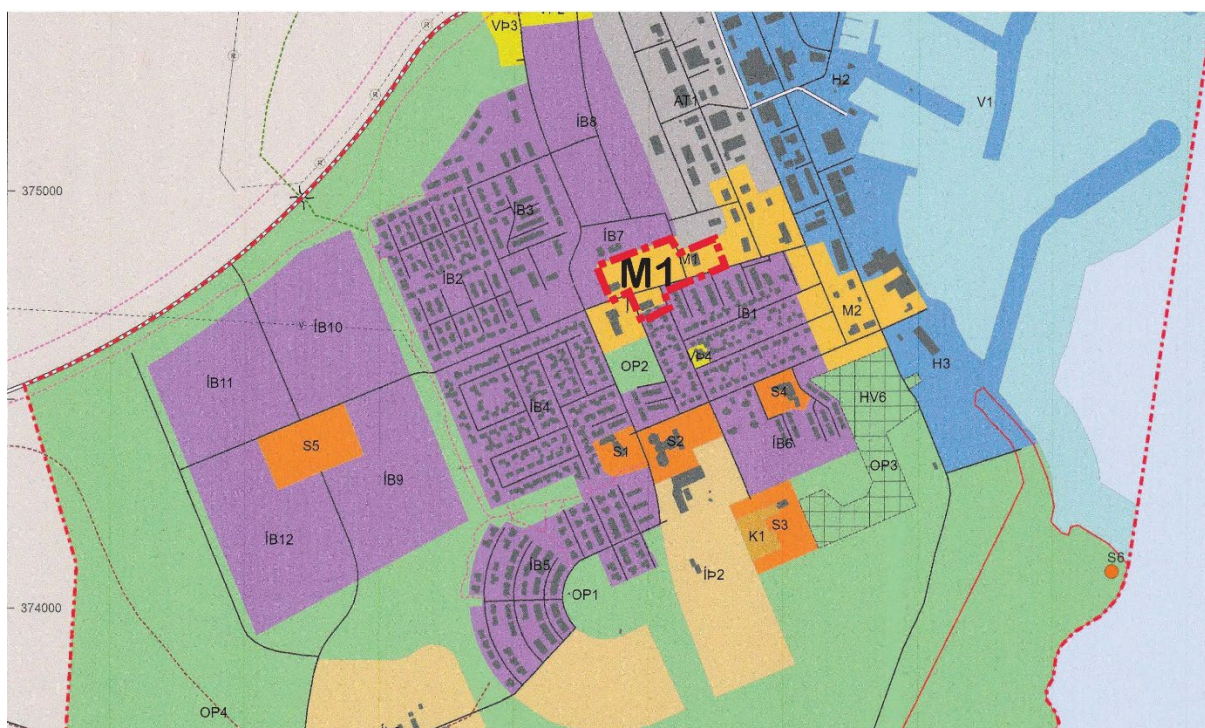 VÞ3
VÞ2
H2
V1
AT1
ÍB8
375000
ÍB3
ÍB7
M1
M1
ÍB2
ÍB10
ÍB1
M2
V
OP2
VÞ4
H3
ÍB11
S4
HV6
ÍB4
S5
S1
S2
ÍB6
OP3
ÍB9
S3
K1
ÍB12
S6
ÍB5
ÍÞ2
OP1
374000
OP4